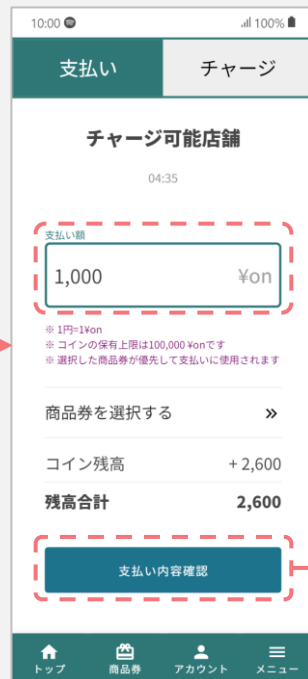 10:00 100%
支払い チャージ
チャージ可能店舗
04:35
支払い額
1,000 ¥on
※ 1円=1¥on
※ コインの保有上限は100,000 ¥onです
※ 選択した商品券が優先して支払いに使用されます
商品券を選択する »
コイン残高 + 2,600
残高合計 2,600
支払い内容確認
トップ 商品券 アカウント メニュー